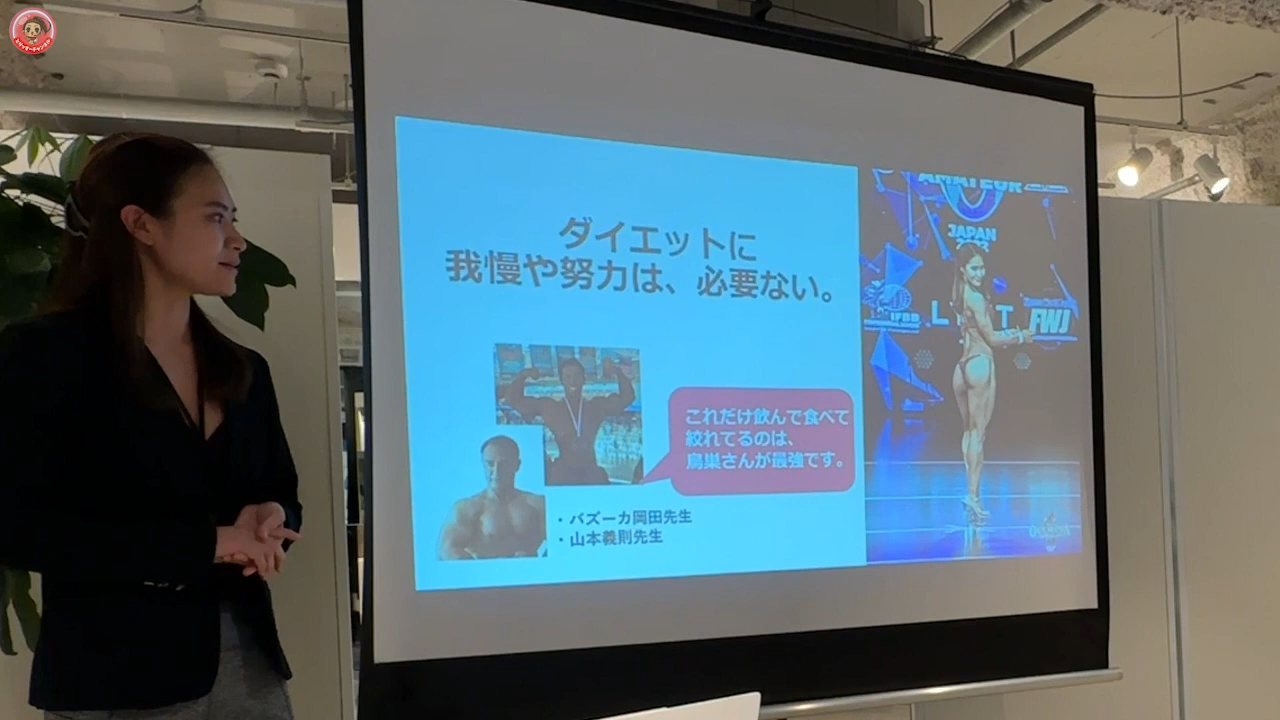 ダイエットに
我慢や努力は、必要ない。
これだけ飲んで食べて
絞れてるのは、
鳥巣さんが最強です。
・バズーカ岡田先生
・山本義則先生
AMATEUR
JAPAN
IFBB
FWJ